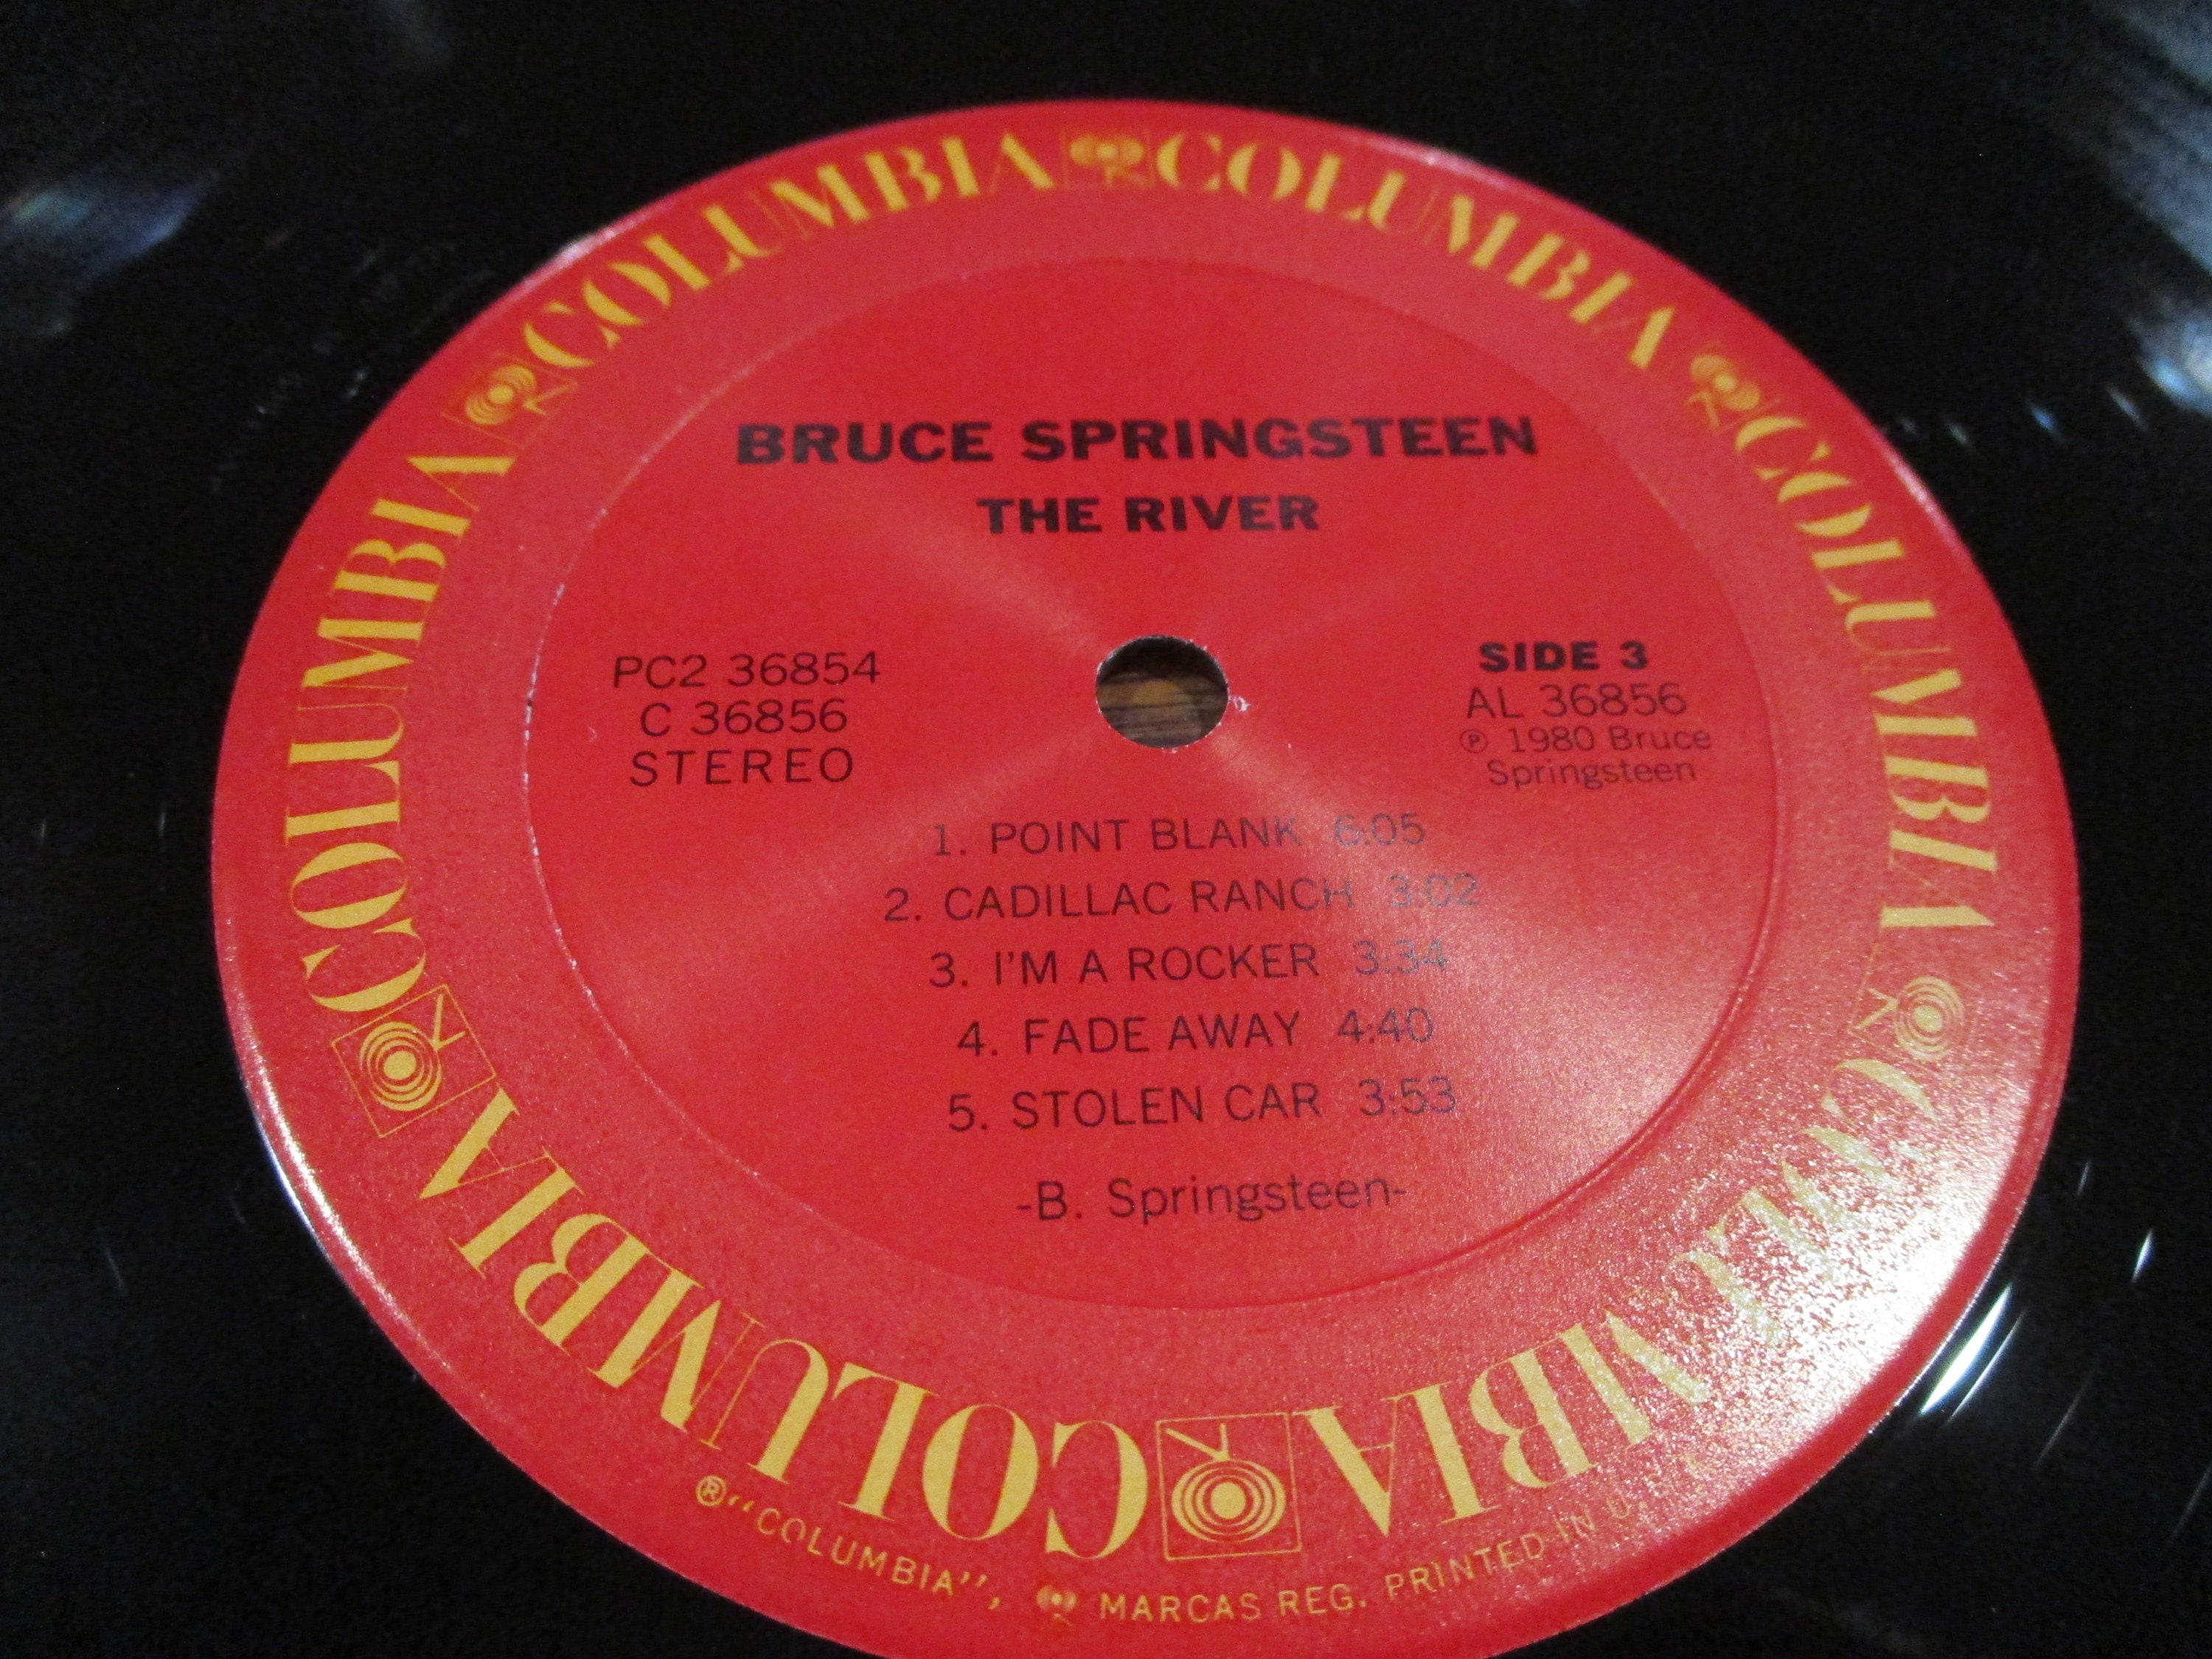 COLUMBIA COLUMBIA COLUMBIA COLUMBIA COLUMBIA COLUMBIA
BRUCE SPRINGSTEEN
THE RIVER
PC2 36854
C 36856
STEREO
SIDE 3
AL 36856
℗ 1980 Bruce
Springsteen
1. POINT BLANK 6:05
2. CADILLAC RANCH 3:02
3. I'M A ROCKER 3:34
4. FADE AWAY 4:40
5. STOLEN CAR 3:53
-B. Springsteen-
® "COLUMBIA", MARCAS REG. PRINTED IN U.S.A.